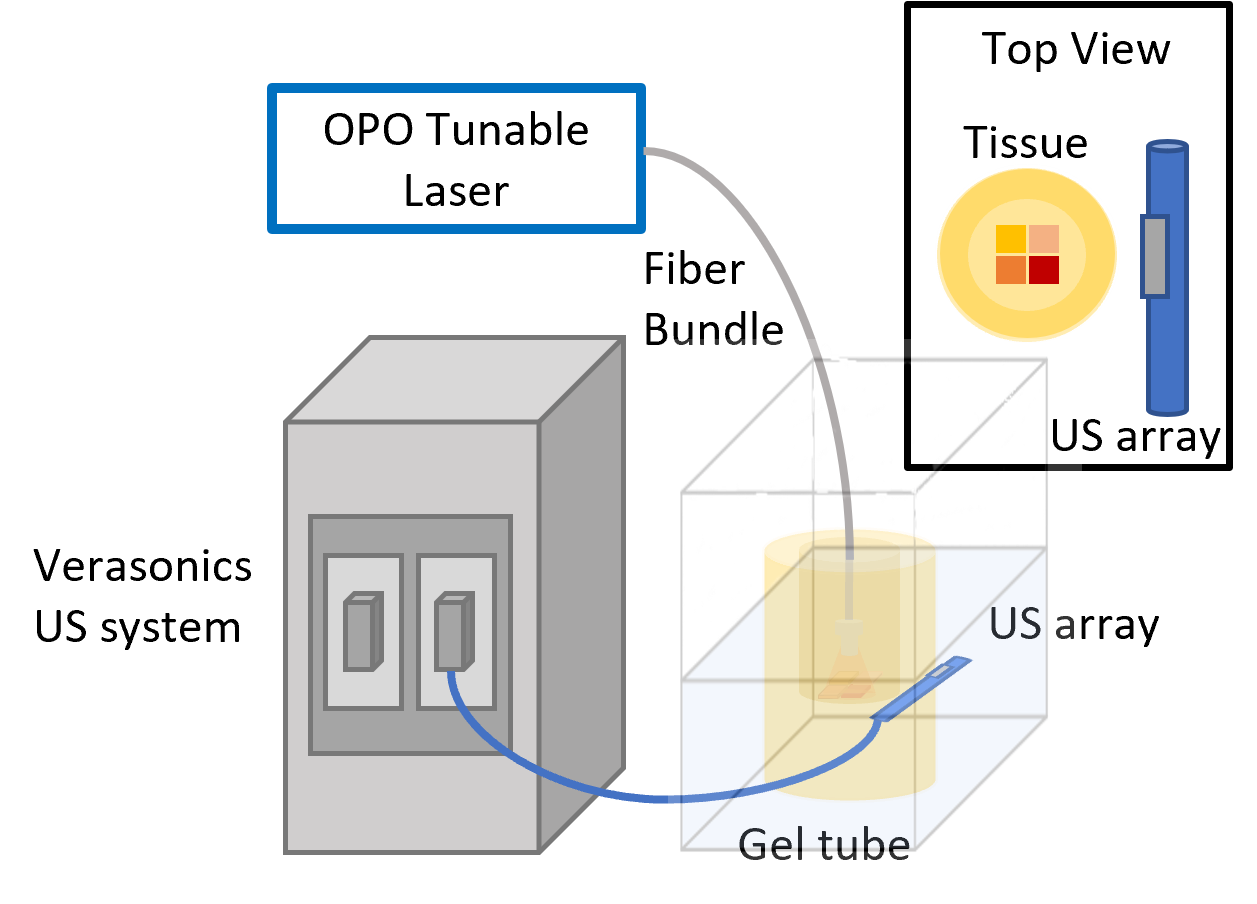 Top View
OPO Tunable
Laser
Tissue
Fiber
Bundle
US array
Verasonics
US system
US array
Gel tube